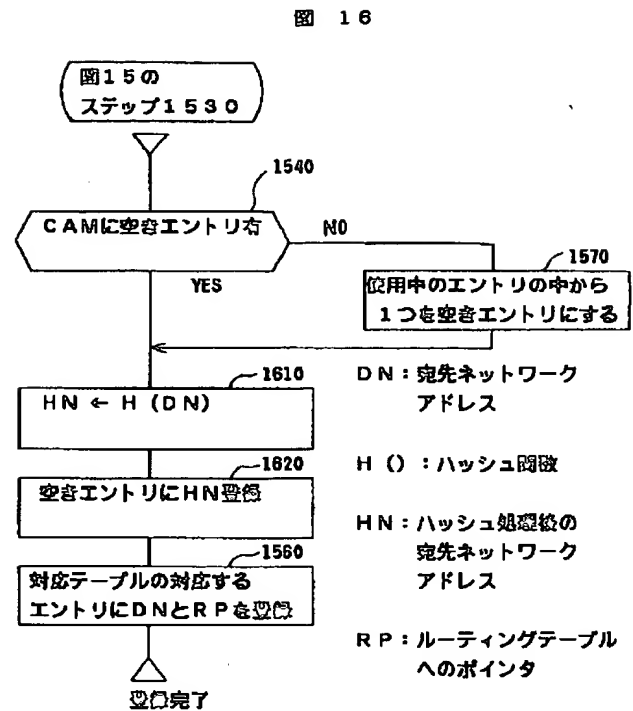 図 16
図15の
ステップ1530
1540
CAMに空きエントリ有
NO
YES
1570
使用中のエントリの中から
1つを空きエントリにする
1610
HN ← H (DN)
DN:宛先ネットワーク
アドレス
1620
空きエントリにHN登録
H ():ハッシュ関数
1560
対応テーブルの対応する
エントリにDNとRPを登録
HN:ハッシュ処理後の
宛先ネットワーク
アドレス
RP:ルーティングテーブル
へのポインタ
登録完了